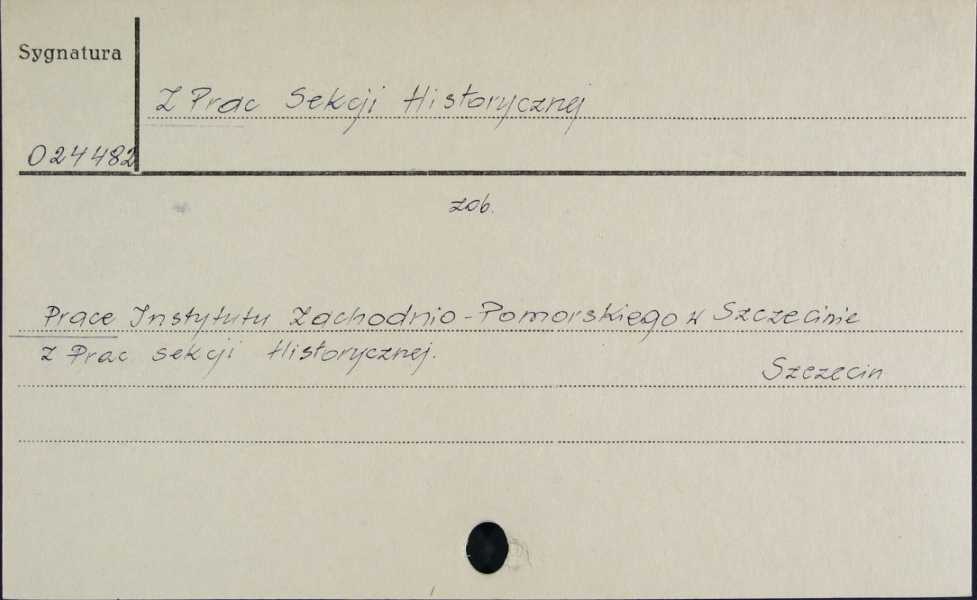 Sygnatura
Z Prac Sekcji Historycznej
024482
zob.
Prace Instytutu Zachodnio-Pomorskiego w Szczecinie
Z Prac sekcji Historycznej.
Szczecin